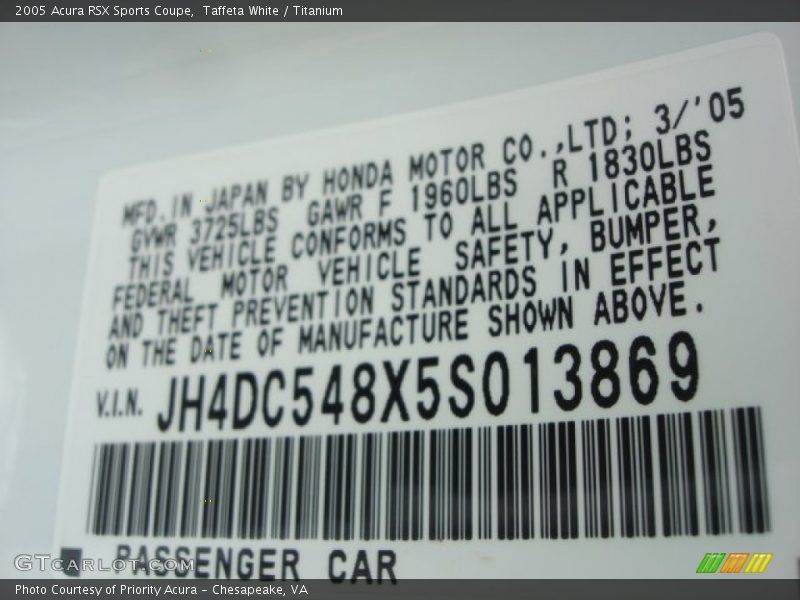 2005 Acura RSX Sports Coupe, Taffeta White / Titanium
MFD. IN JAPAN BY HONDA MOTOR CO.,LTD; 3/'05
GVWR 3725LBS GAWR F 1960LBS R 1830LBS
THIS VEHICLE CONFORMS TO ALL APPLICABLE
FEDERAL MOTOR VEHICLE SAFETY, BUMPER,
AND THEFT PREVENTION STANDARDS IN EFFECT
ON THE DATE OF MANUFACTURE SHOWN ABOVE.
V.I.N. JH4DC548X5S013869
PASSENGER CAR
GTCARLOT.COM
Photo Courtesy of Priority Acura - Chesapeake, VA